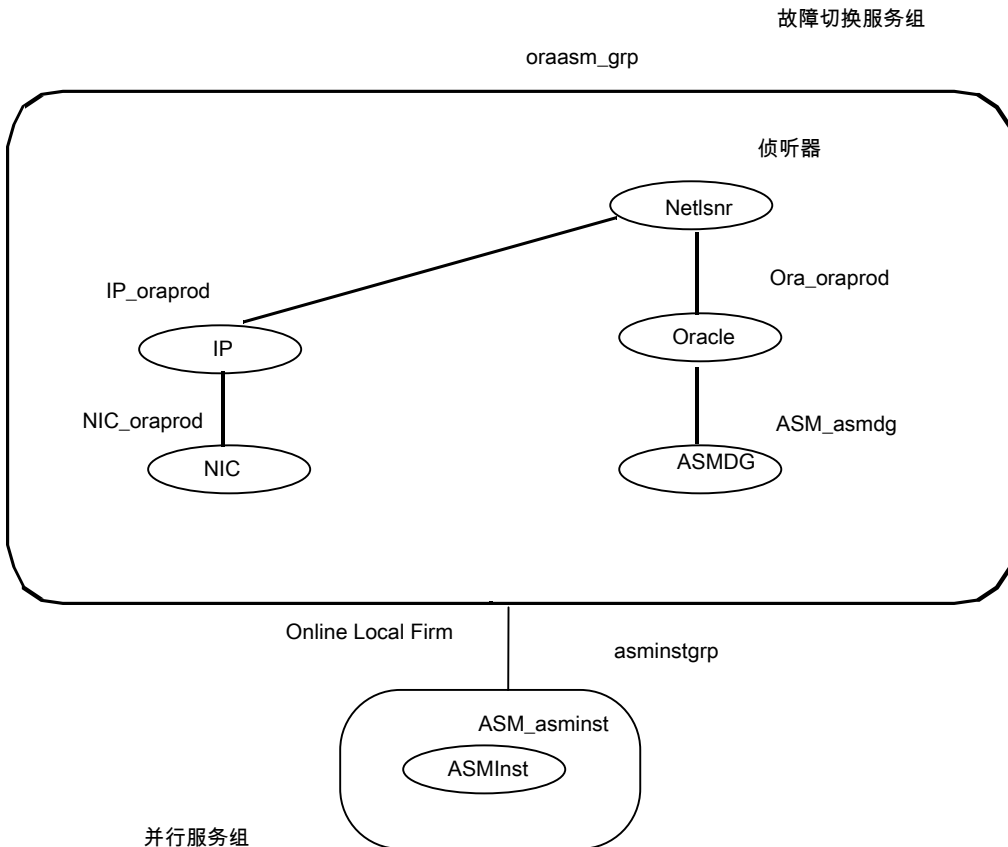 故障切换服务组
oraasm_grp
侦听器
Netlsnr
IP_oraprod
Ora_oraprod
IP
Oracle
NIC_oraprod
ASM_asmdg
NIC
ASMDG
Online Local Firm
asminstgrp
ASM_asminst
ASMInst
并行服务组